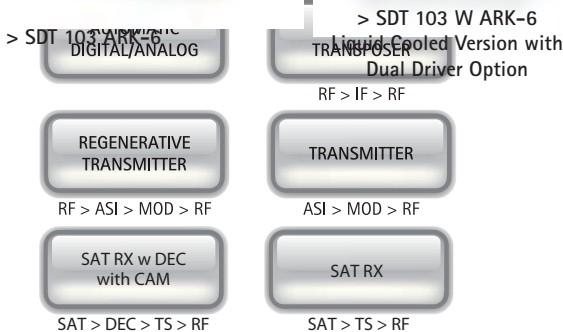 > SDT 103 W ARK-6
Liquid Cooled Version with
Dual Driver Option
> SDT 103 ARK-6
DIGITAL/ANALOG
TRANSPOSER
RF > IF > RF
REGENERATIVE
TRANSMITTER
RF > ASI > MOD > RF
TRANSMITTER
ASI > MOD > RF
SAT RX w DEC
with CAM
SAT > DEC > TS > RF
SAT RX
SAT > TS > RF